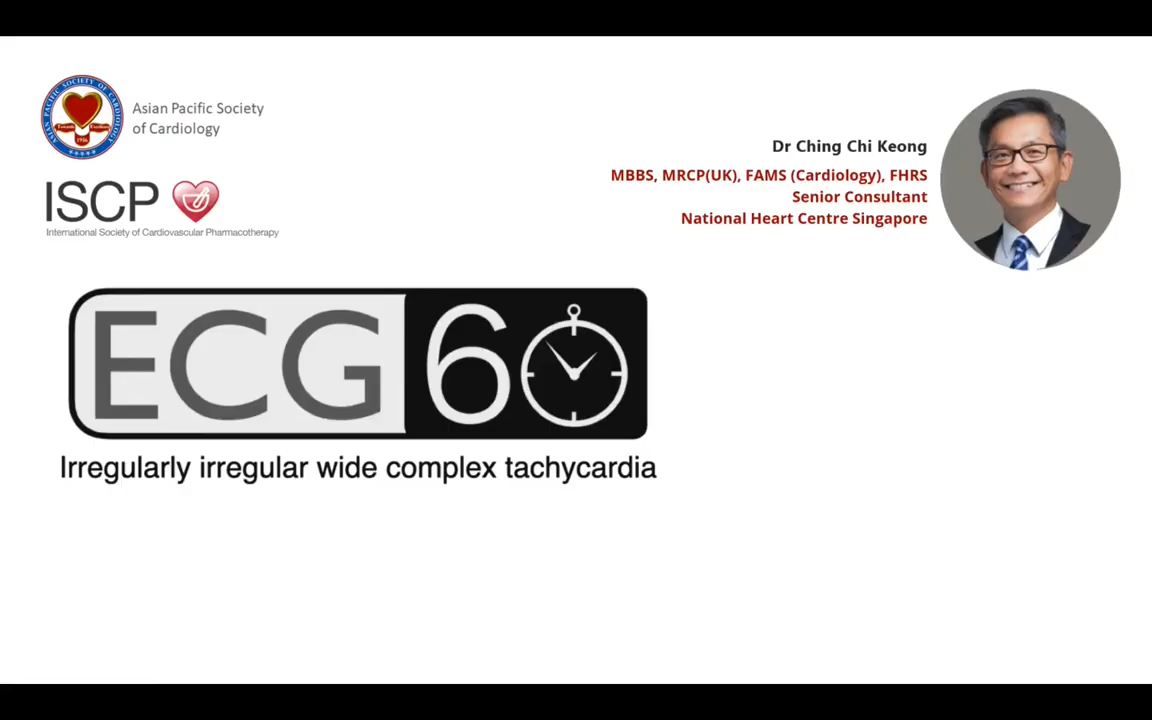 Asian Pacific Society
of Cardiology
ISCP
International Society of Cardiovascular Pharmacotherapy
Dr Ching Chi Keong
MBBS, MRCP(UK), FAMS (Cardiology), FHRS
Senior Consultant
National Heart Centre Singapore
ECG 60
Irregularly irregular wide complex tachycardia